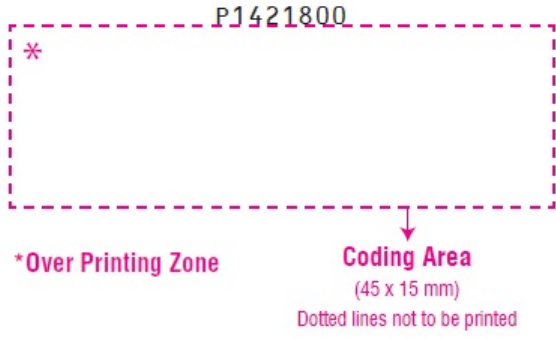 P1421800
*
*Over Printing Zone
Coding Area
(45 x 15 mm)
Dotted lines not to be printed